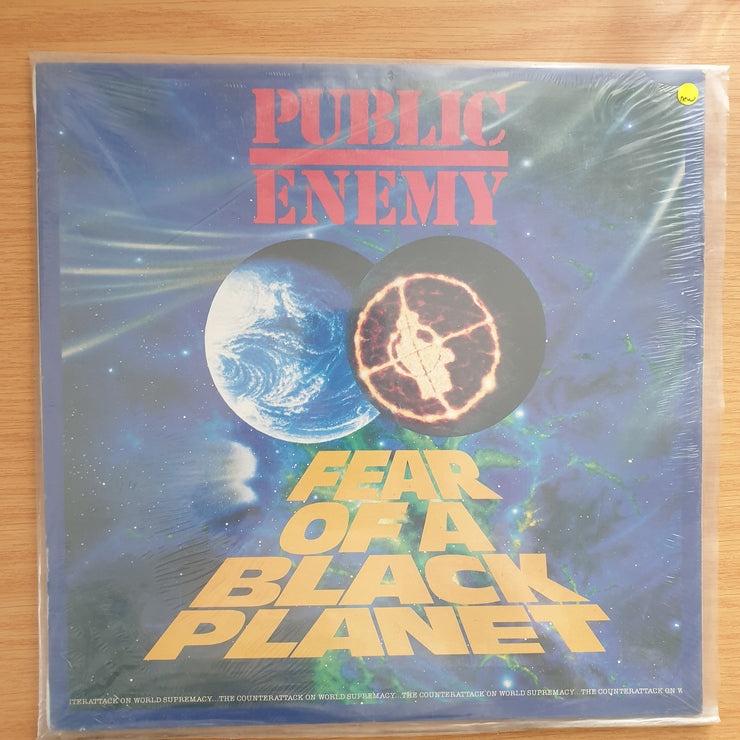 PUBLIC
ENEMY
FEAR
OF A
BLACK
PLANET
ITERATTACK ON WORLD SUPREMACY...THE COUNTERATTACK ON WORLD SUPREMACY...THE COUNTERATTACK ON WORLD SUPREMACY...THE COUNTERATTACK ON W